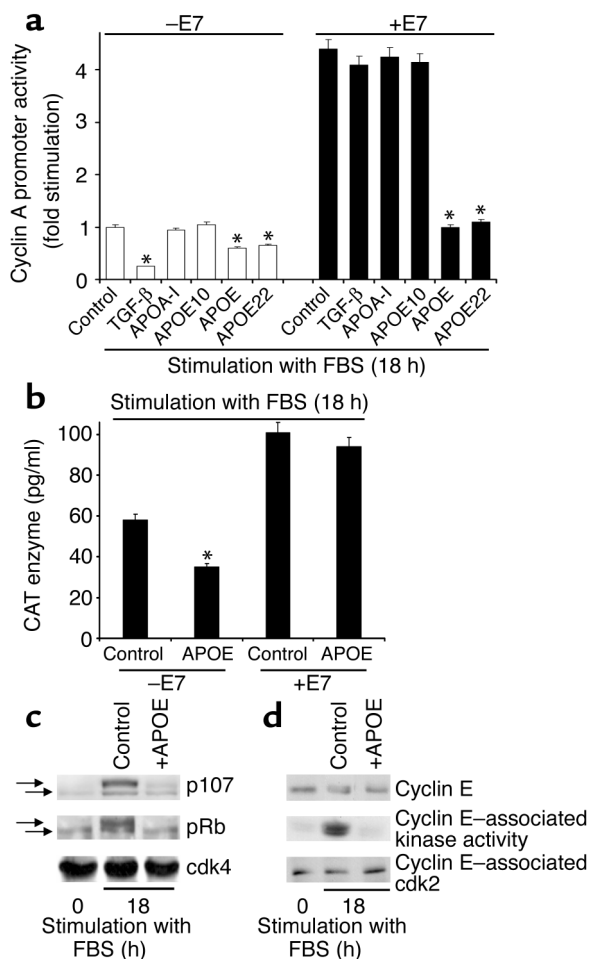 a
−E7 +E7
Cyclin A promoter activity
(fold stimulation)
4
2
1
0
* * * * *
Control TGF-β APOA-I APOE10 APOE APOE22 Control TGF-β APOA-I APOE10 APOE APOE22
Stimulation with FBS (18 h)
b
Stimulation with FBS (18 h)
CAT enzyme (pg/ml)
100
80
60
40
20
0
*
Control APOE Control APOE
−E7 +E7
c
Control
+APOE
p107
pRb
cdk4
0 18
Stimulation with
FBS (h)
d
Control
+APOE
Cyclin E
Cyclin E–associated
kinase activity
Cyclin E–associated
cdk2
0 18
Stimulation with
FBS (h)